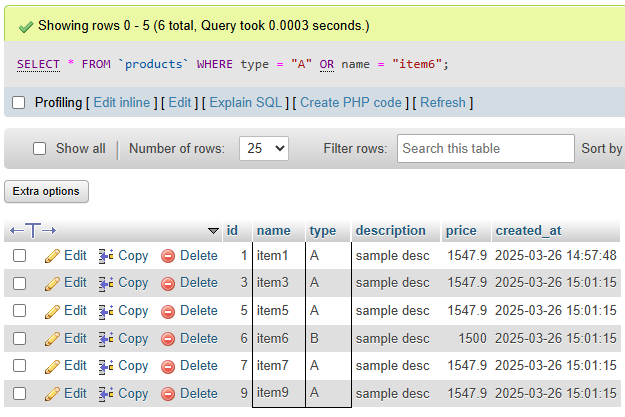 Showing rows 0 - 5 (6 total, Query took 0.0003 seconds.)
SELECT * FROM `products` WHERE type = "A" OR name = "item6";
Profiling [ Edit inline ] [ Edit ] [ Explain SQL ] [ Create PHP code ] [ Refresh ]
Show all Number of rows: 25 Filter rows: Search this table Sort by
Extra options
id name type description price created_at
Edit Copy Delete 1 item1 A sample desc 1547.9 2025-03-26 14:57:48
Edit Copy Delete 3 item3 A sample desc 1547.9 2025-03-26 15:01:15
Edit Copy Delete 5 item5 A sample desc 1547.9 2025-03-26 15:01:15
Edit Copy Delete 6 item6 B sample desc 1500 2025-03-26 15:01:15
Edit Copy Delete 7 item7 A sample desc 1547.9 2025-03-26 15:01:15
Edit Copy Delete 9 item9 A sample desc 1547.9 2025-03-26 15:01:15